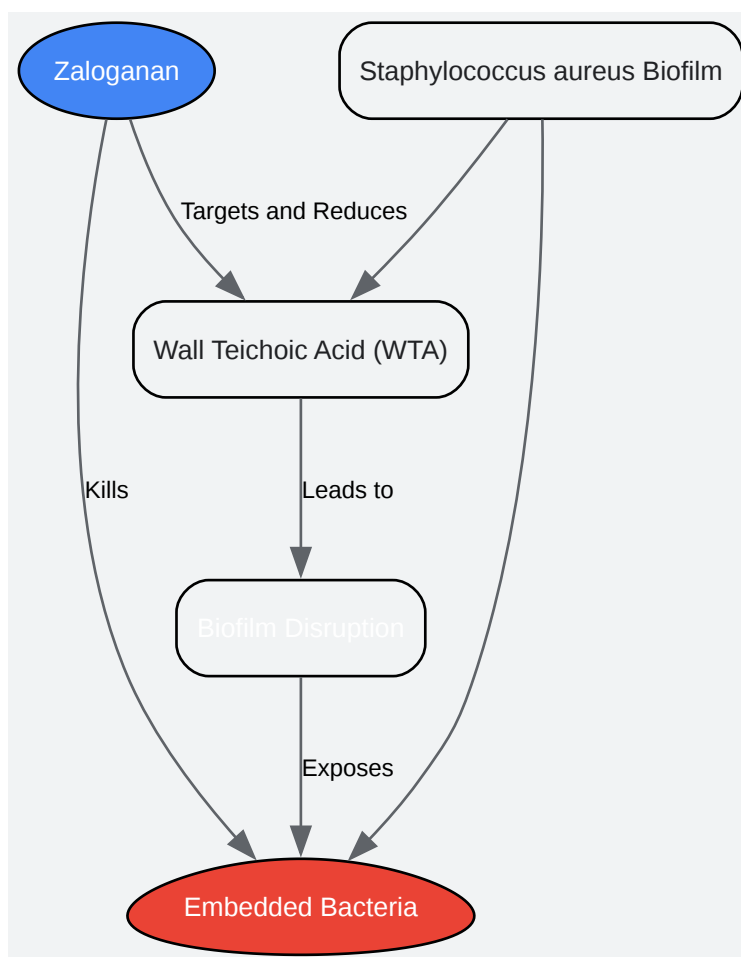 Zaloganan
Staphylococcus aureus Biofilm
Targets and Reduces
Wall Teichoic Acid (WTA)
Kills
Leads to
Biofilm Disruption
Exposes
Embedded Bacteria